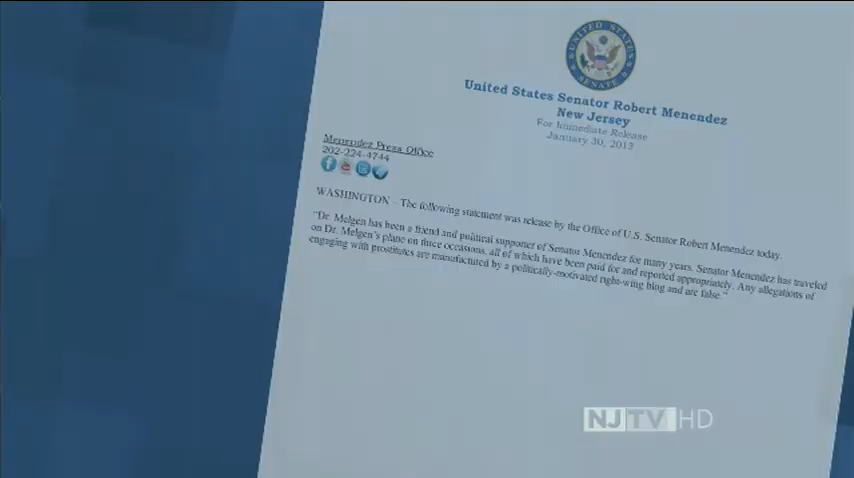 UNITED STATES
SENATE
United States Senator Robert Menendez
New Jersey
For Immediate Release
January 30, 2013
Menendez Press Office
202-224-4744
WASHINGTON – The following statement was release by the Office of U.S. Senator Robert Menendez today.
"Dr. Melgen has been a friend and political supporter of Senator Menendez for many years. Senator Menendez has traveled
on Dr. Melgen's plane on three occasions, all of which have been paid for and reported appropriately. Any allegations of
engaging with prostitutes are manufactured by a politically-motivated right-wing blog and are false."
NJTV HD